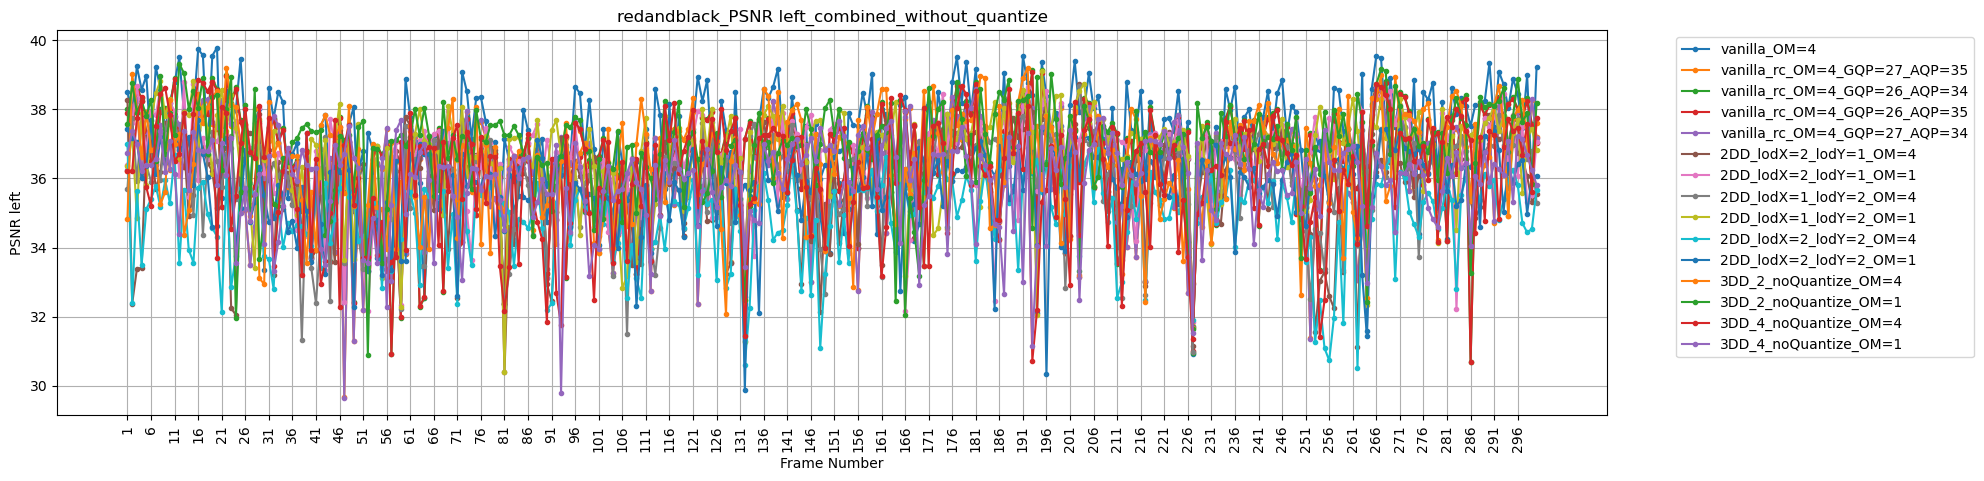 redandblack_PSNR left_combined_without_quantize
PSNR left
40
38
36
34
32
30
1 6 11 16 21 26 31 36 41 46 51 56 61 66 71 76 81 86 91 96 101 106 111 116 121 126 131 136 141 146 151 156 161 166 171 176 181 186 191 196 201 206 211 216 221 226 231 236 241 246 251 256 261 266 271 276 281 286 291 296
Frame Number
vanilla_OM=4
vanilla_rc_OM=4_GQP=27_AQP=35
vanilla_rc_OM=4_GQP=26_AQP=34
vanilla_rc_OM=4_GQP=26_AQP=35
vanilla_rc_OM=4_GQP=27_AQP=34
2DD_lodX=2_lodY=1_OM=4
2DD_lodX=2_lodY=1_OM=1
2DD_lodX=1_lodY=2_OM=4
2DD_lodX=1_lodY=2_OM=1
2DD_lodX=2_lodY=2_OM=4
2DD_lodX=2_lodY=2_OM=1
3DD_2_noQuantize_OM=4
3DD_2_noQuantize_OM=1
3DD_4_noQuantize_OM=4
3DD_4_noQuantize_OM=1